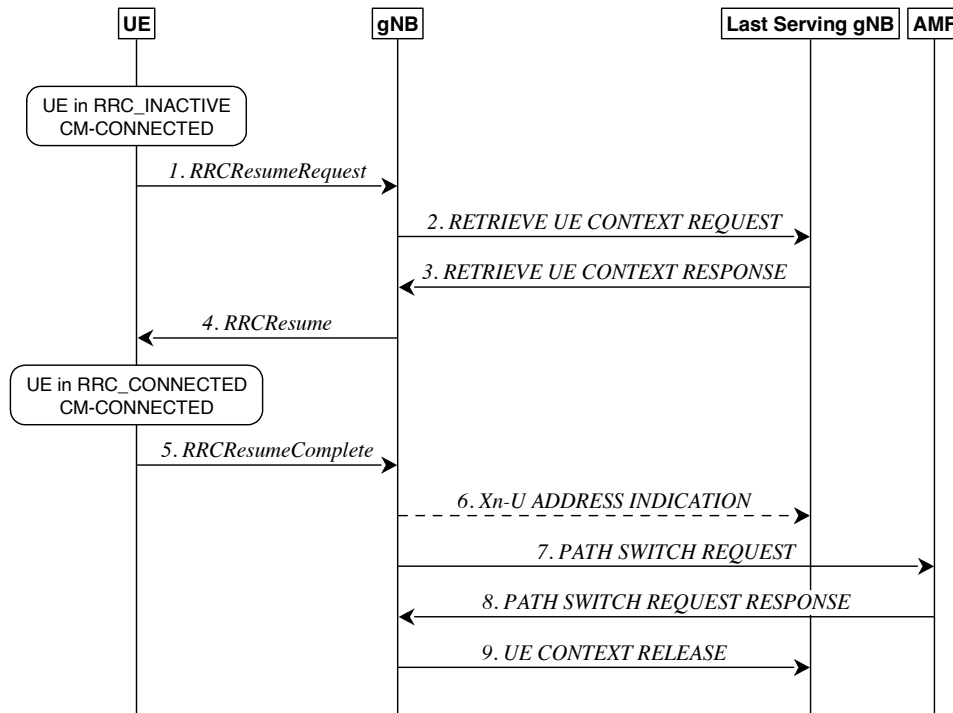 UE
gNB
Last Serving gNB
AMF
UE in RRC_INACTIVE
CM-CONNECTED
1. RRCResumeRequest
2. RETRIEVE UE CONTEXT REQUEST
3. RETRIEVE UE CONTEXT RESPONSE
4. RRCResume
UE in RRC_CONNECTED
CM-CONNECTED
5. RRCResumeComplete
6. Xn-U ADDRESS INDICATION
7. PATH SWITCH REQUEST
8. PATH SWITCH REQUEST RESPONSE
9. UE CONTEXT RELEASE